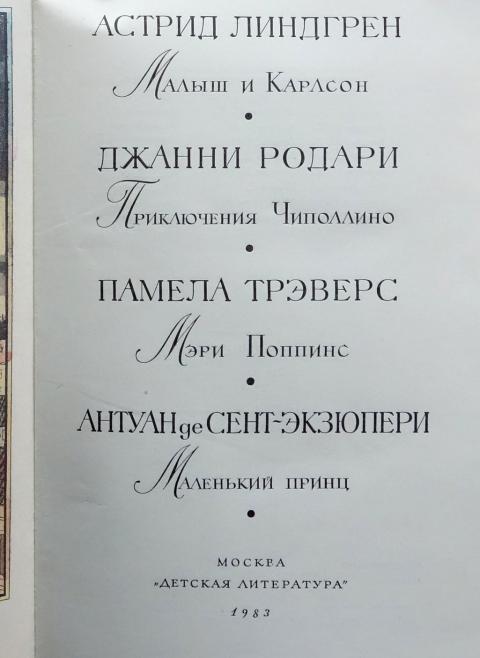 АСТРИД ЛИНДГРЕН
Малыш и Карлсон
•
ДЖАННИ РОДАРИ
Приключения Чиполлино
•
ПАМЕЛА ТРЭВЕРС
Мэри Поппинс
•
АНТУАН де СЕНТ-ЭКЗЮПЕРИ
Маленький принц
•
МОСКВА
„ДЕТСКАЯ ЛИТЕРАТУРА"
1983